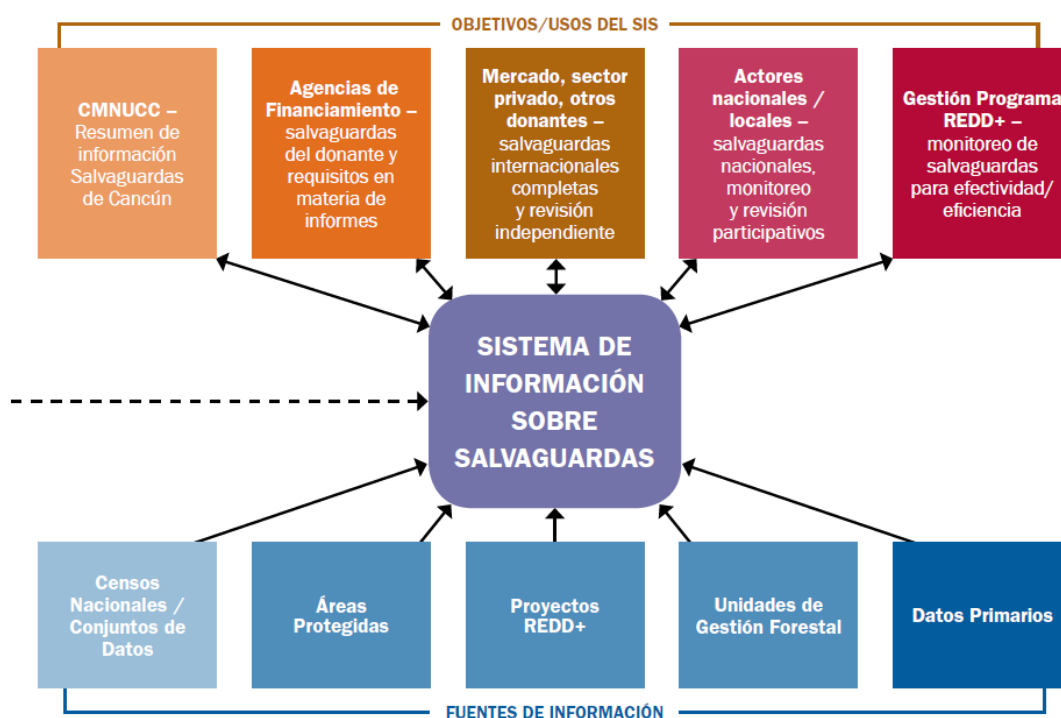 OBJETIVOS/USOS DEL SIS
CMNUCC –
Resumen de
información
Salvaguardas
de Cancún
Agencias de
Financiamiento –
salvaguardas
del donante y
requisitos en
materia de
informes
Mercado, sector
privado, otros
donantes –
salvaguardas
internacionales
completas
y revisión
independiente
Actores
nacionales /
locales –
salvaguardas
nacionales,
monitoreo
y revisión
participativos
Gestión Programa
REDD+ –
monitoreo de
salvaguardas
para efectividad/
eficiencia
SISTEMA DE
INFORMACIÓN
SOBRE
SALVAGUARDAS
Censos
Nacionales /
Conjuntos de
Datos
Áreas
Protegidas
Proyectos
REDD+
Unidades de
Gestión Forestal
Datos Primarios
FUENTES DE INFORMACIÓN